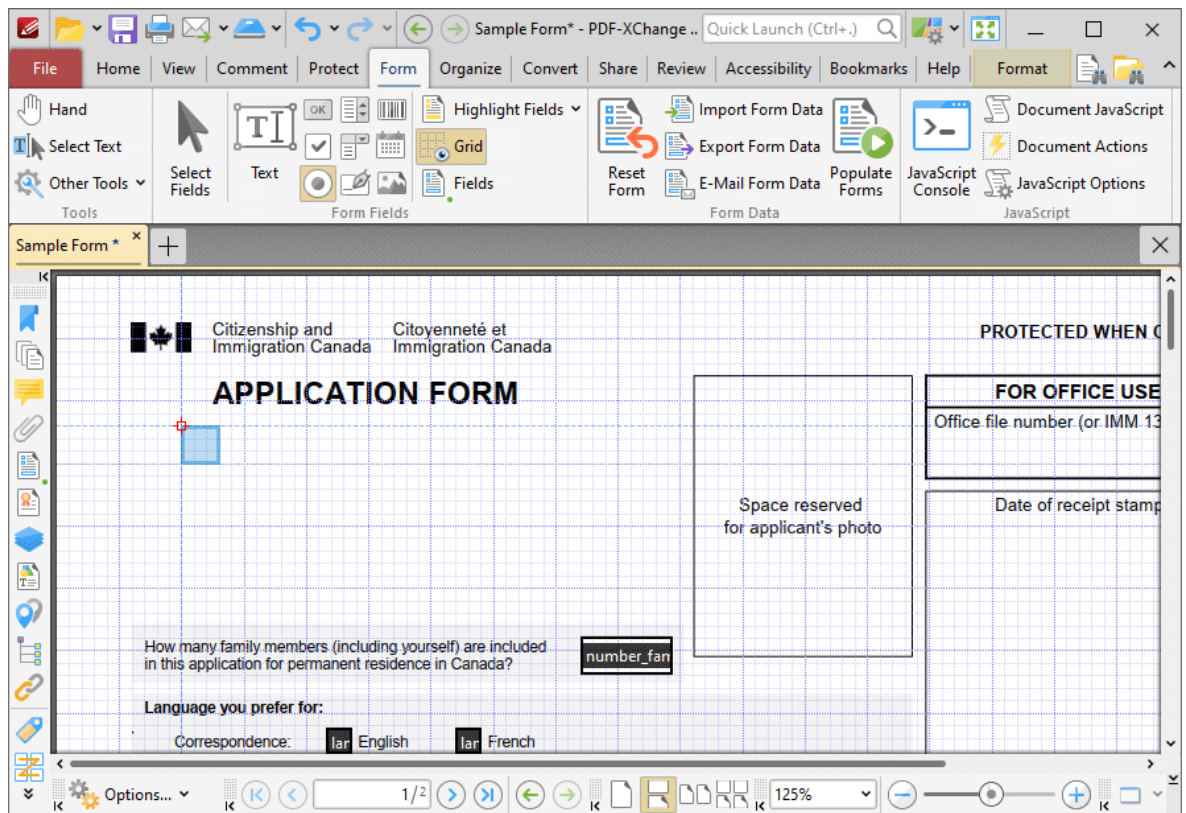 Sample Form* - PDF-XChange ..
Quick Launch (Ctrl+.)
File Home View Comment Protect Form Organize Convert Share Review Accessibility Bookmarks Help Format
Hand
Select Text
Other Tools
Tools
Select
Fields
Text
OK
Form Fields
Highlight Fields
Grid
Fields
Reset
Form
Import Form Data
Export Form Data
E-Mail Form Data
Populate
Forms
Form Data
JavaScript
Console
Document JavaScript
Document Actions
JavaScript Options
JavaScript
Sample Form *
Citizenship and
Immigration Canada
Citoyenneté et
Immigration Canada
PROTECTED WHEN
APPLICATION FORM
FOR OFFICE USE
Office file number (or IMM 13
Space reserved
for applicant's photo
Date of receipt stamp
How many family members (including yourself) are included
in this application for permanent residence in Canada?
number_fam
Language you prefer for:
Correspondence: lar English lar French
Options... 1/2 125%